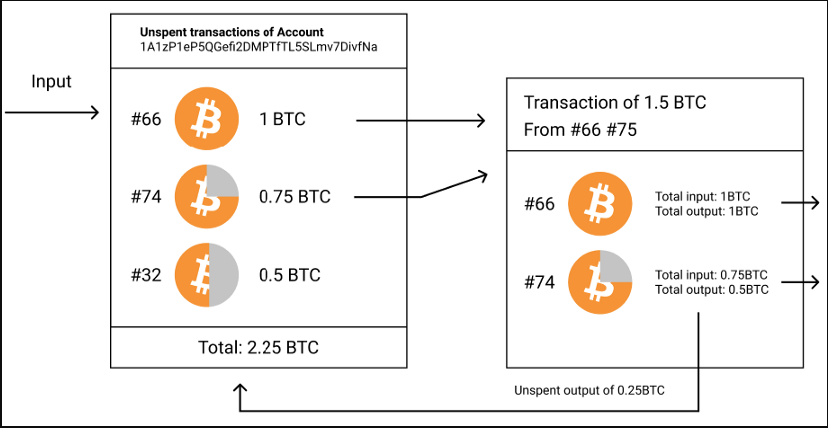 Unspent transactions of Account
1A1zP1eP5QGefi2DMPTfTL5SLmv7DivfNa
Input
#66
1 BTC
#74
0.75 BTC
#32
0.5 BTC
Total: 2.25 BTC
Transaction of 1.5 BTC
From #66 #75
#66
Total input: 1BTC
Total output: 1BTC
#74
Total input: 0.75BTC
Total output: 0.5BTC
Unspent output of 0.25BTC